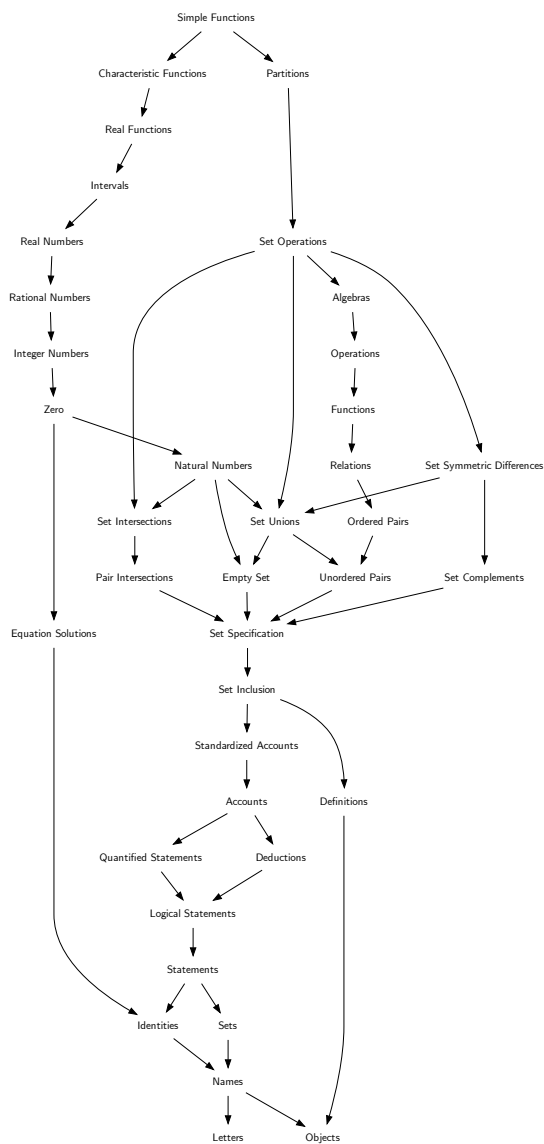 Simple Functions
Characteristic Functions
Partitions
Real Functions
Intervals
Real Numbers
Set Operations
Rational Numbers
Algebras
Integer Numbers
Operations
Zero
Functions
Natural Numbers
Relations
Set Symmetric Differences
Set Intersections
Set Unions
Ordered Pairs
Pair Intersections
Empty Set
Unordered Pairs
Set Complements
Equation Solutions
Set Specification
Set Inclusion
Standardized Accounts
Accounts
Definitions
Quantified Statements
Deductions
Logical Statements
Statements
Identities
Sets
Names
Letters
Objects